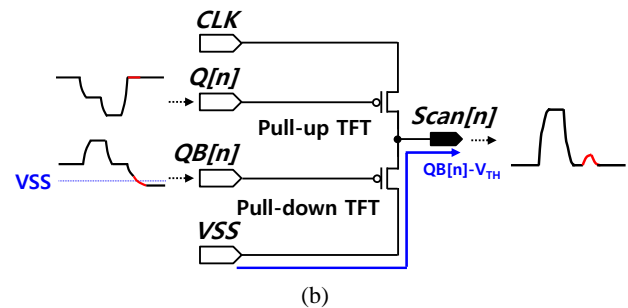 CLK
Q[n]
Pull-up TFT
Scan[n]
QB[n]
VSS
QB[n]-VTH
Pull-down TFT
VSS
(b)